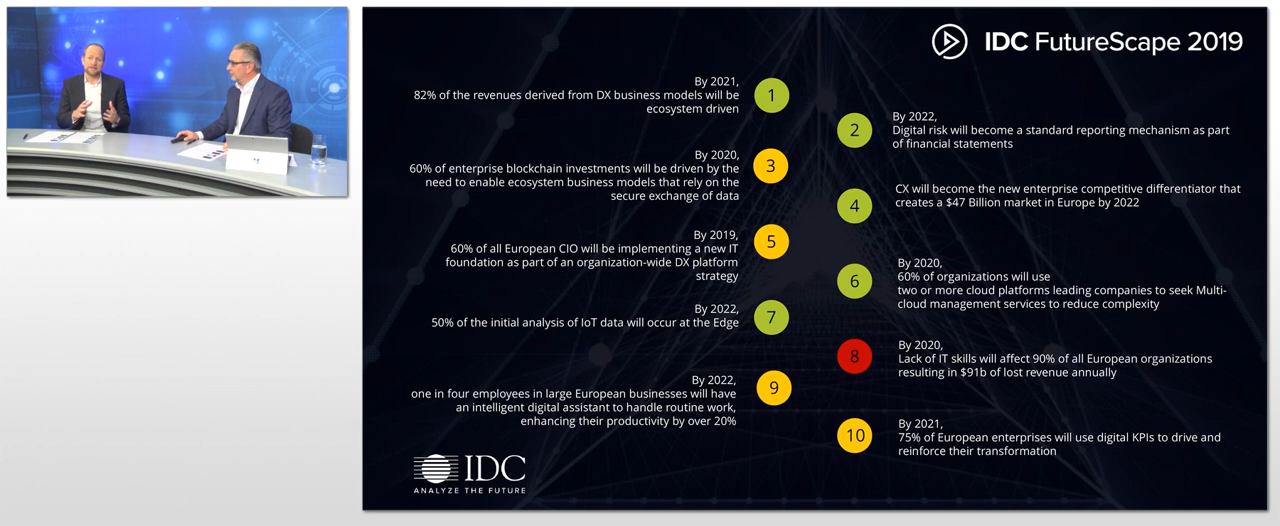 IDC FutureScape 2019
By 2021,
82% of the revenues derived from DX business models will be
ecosystem driven
1
2
By 2022,
Digital risk will become a standard reporting mechanism as part
of financial statements
By 2020,
60% of enterprise blockchain investments will be driven by the
need to enable ecosystem business models that rely on the
secure exchange of data
3
4
CX will become the new enterprise competitive differentiator that
creates a $47 Billion market in Europe by 2022
By 2019,
60% of all European CIO will be implementing a new IT
foundation as part of an organization-wide DX platform
strategy
5
6
By 2020,
60% of organizations will use
two or more cloud platforms leading companies to seek Multi-
cloud management services to reduce complexity
By 2022,
50% of the initial analysis of IoT data will occur at the Edge
7
8
By 2020,
Lack of IT skills will affect 90% of all European organizations
resulting in $91b of lost revenue annually
By 2022,
one in four employees in large European businesses will have
an intelligent digital assistant to handle routine work,
enhancing their productivity by over 20%
9
10
By 2021,
75% of European enterprises will use digital KPIs to drive and
reinforce their transformation
IDC
ANALYZE THE FUTURE